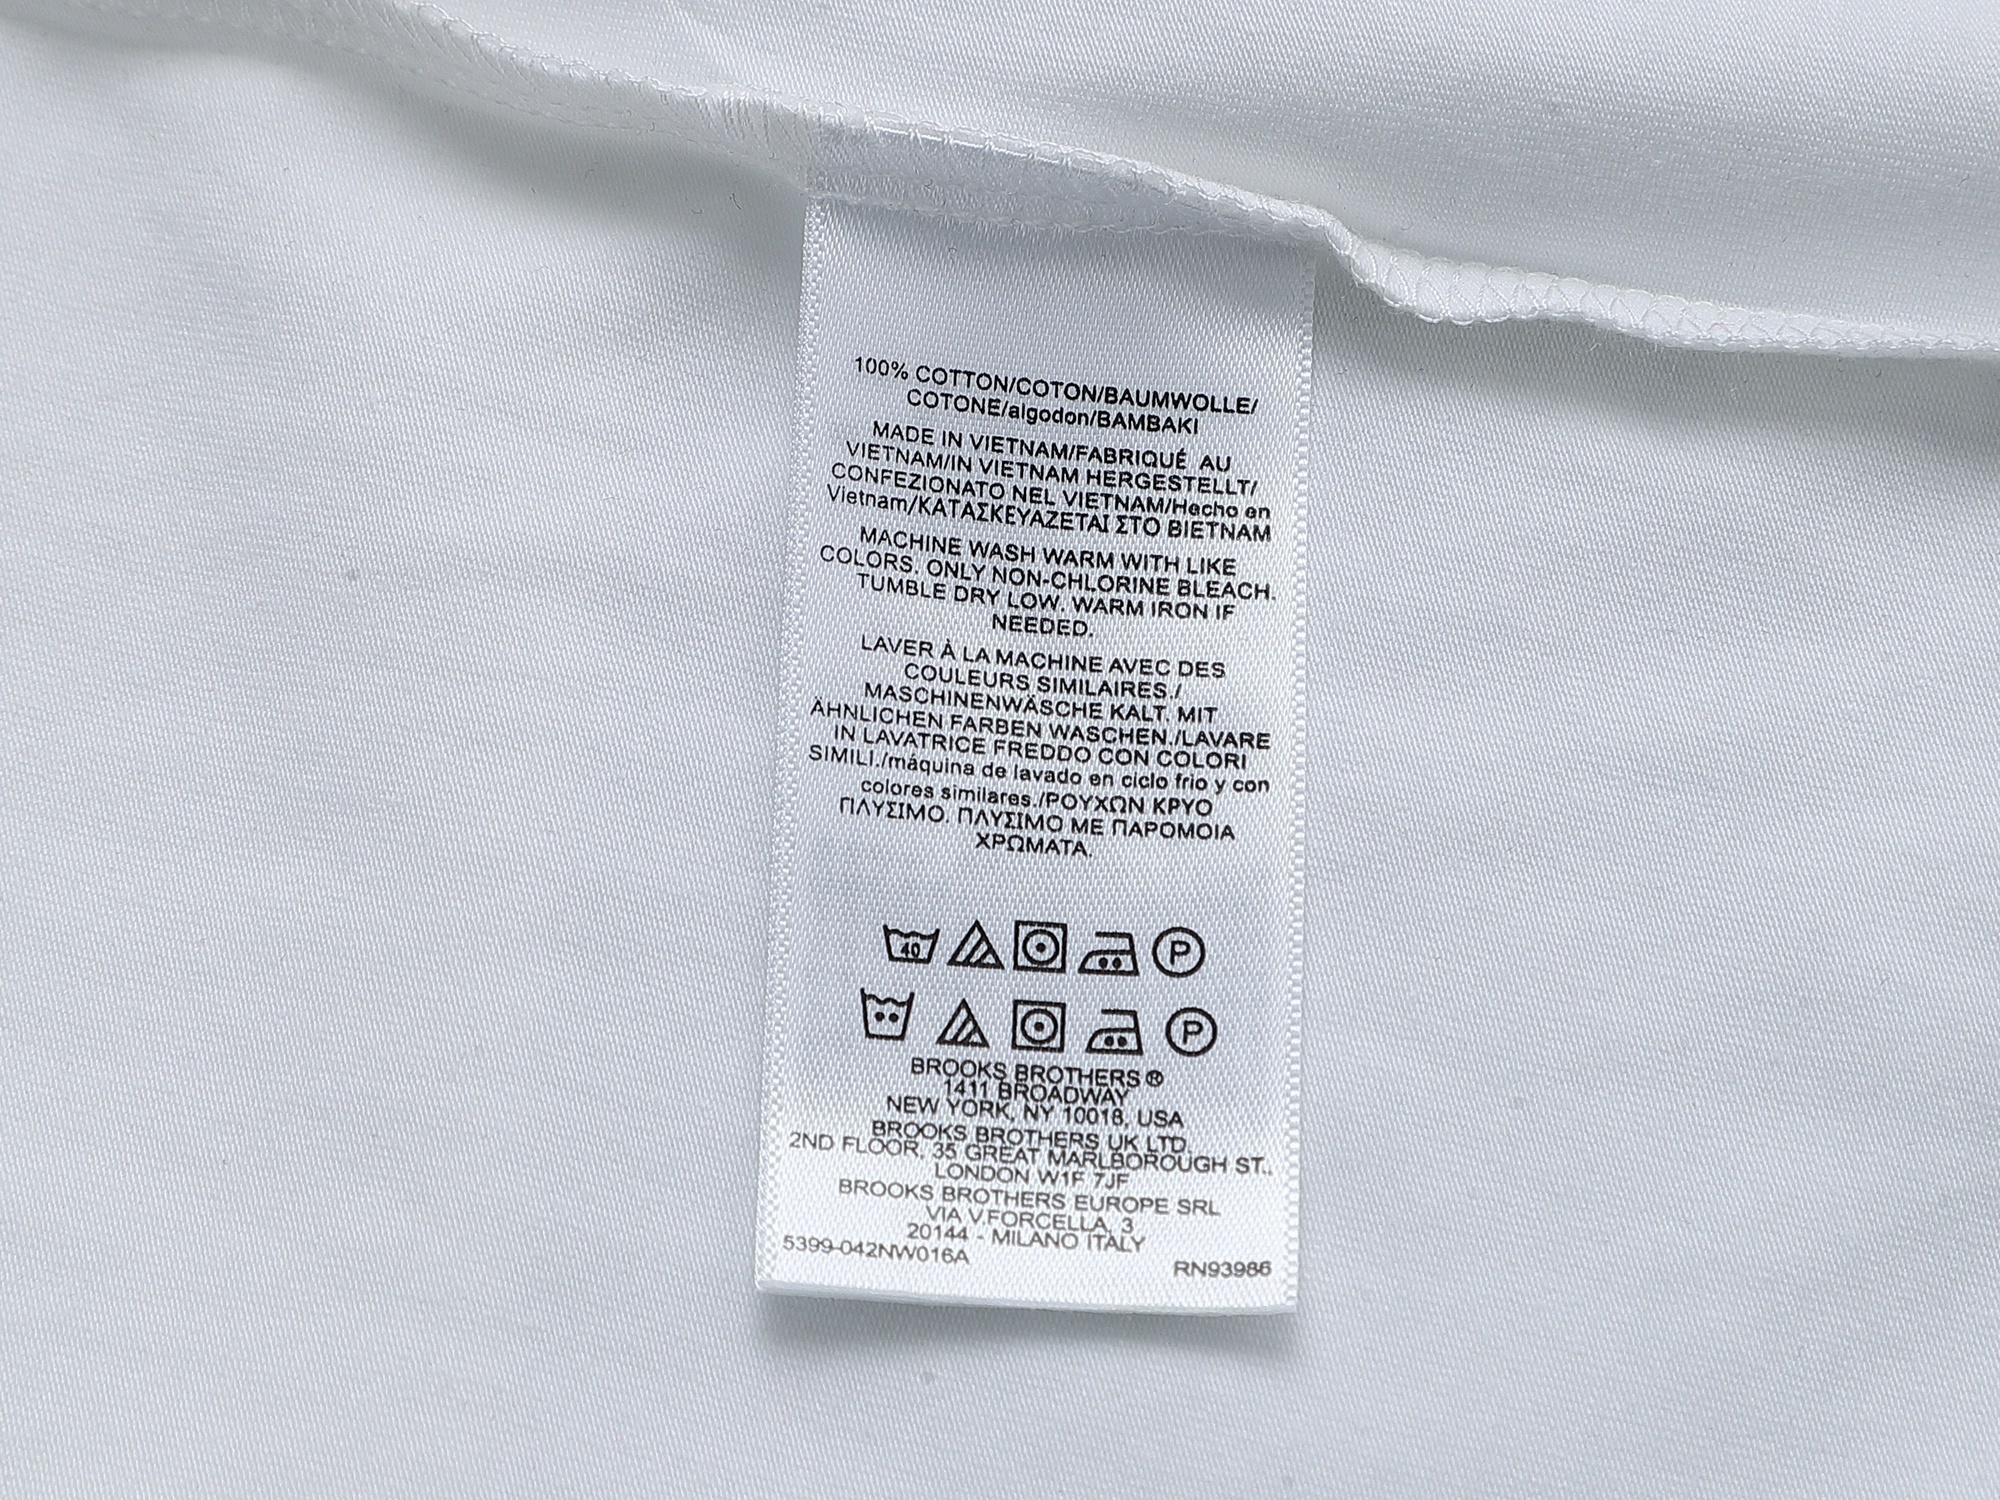 100% COTTON/COTON/BAUMWOLLE/
COTONE/algodon/BAMBAKI
MADE IN VIETNAM/FABRIQUÉ AU
VIETNAM/IN VIETNAM HERGESTELLT/
CONFEZIONATO NEL VIETNAM/Hecho en
Vietnam/ΚΑΤΑΣΚΕΥΑΖΕΤΑΙ ΣΤΟ ΒΙΕΤΝΑΜ
MACHINE WASH WARM WITH LIKE
COLORS. ONLY NON-CHLORINE BLEACH.
TUMBLE DRY LOW. WARM IRON IF
NEEDED.
LAVER À LA MACHINE AVEC DES
COULEURS SIMILAIRES./
MASCHINENWÄSCHE KALT. MIT
ÄHNLICHEN FARBEN WASCHEN./LAVARE
IN LAVATRICE FREDDO CON COLORI
SIMILI./máquina de lavado en ciclo frio y con
colores similares./ΡΟΥΧΩΝ ΚΡΥΟ
ΠΛΥΣΙΜΟ. ΠΛΥΣΙΜΟ ΜΕ ΠΑΡΟΜΟΙΑ
ΧΡΩΜΑΤΑ.
40 P
P
BROOKS BROTHERS ®
1411 BROADWAY
NEW YORK, NY 10018, USA
BROOKS BROTHERS UK LTD.
2ND FLOOR, 35 GREAT MARLBOROUGH ST.,
LONDON W1F 7JF
BROOKS BROTHERS EUROPE SRL
VIA V.FORCELLA, 3
20144 - MILANO ITALY
5399-042NW016A RN93986